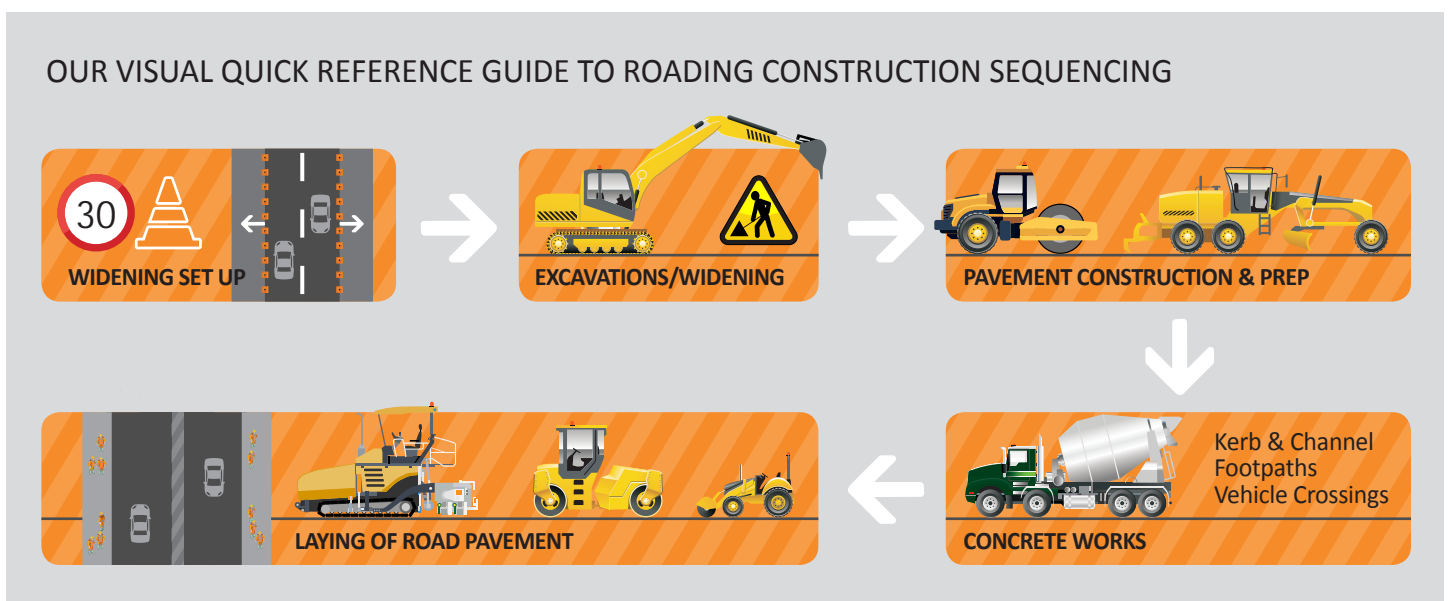 OUR VISUAL QUICK REFERENCE GUIDE TO ROADING CONSTRUCTION SEQUENCING
30
WIDENING SET UP
EXCAVATIONS/WIDENING
PAVEMENT CONSTRUCTION & PREP
Kerb & Channel
Footpaths
Vehicle Crossings
CONCRETE WORKS
LAYING OF ROAD PAVEMENT